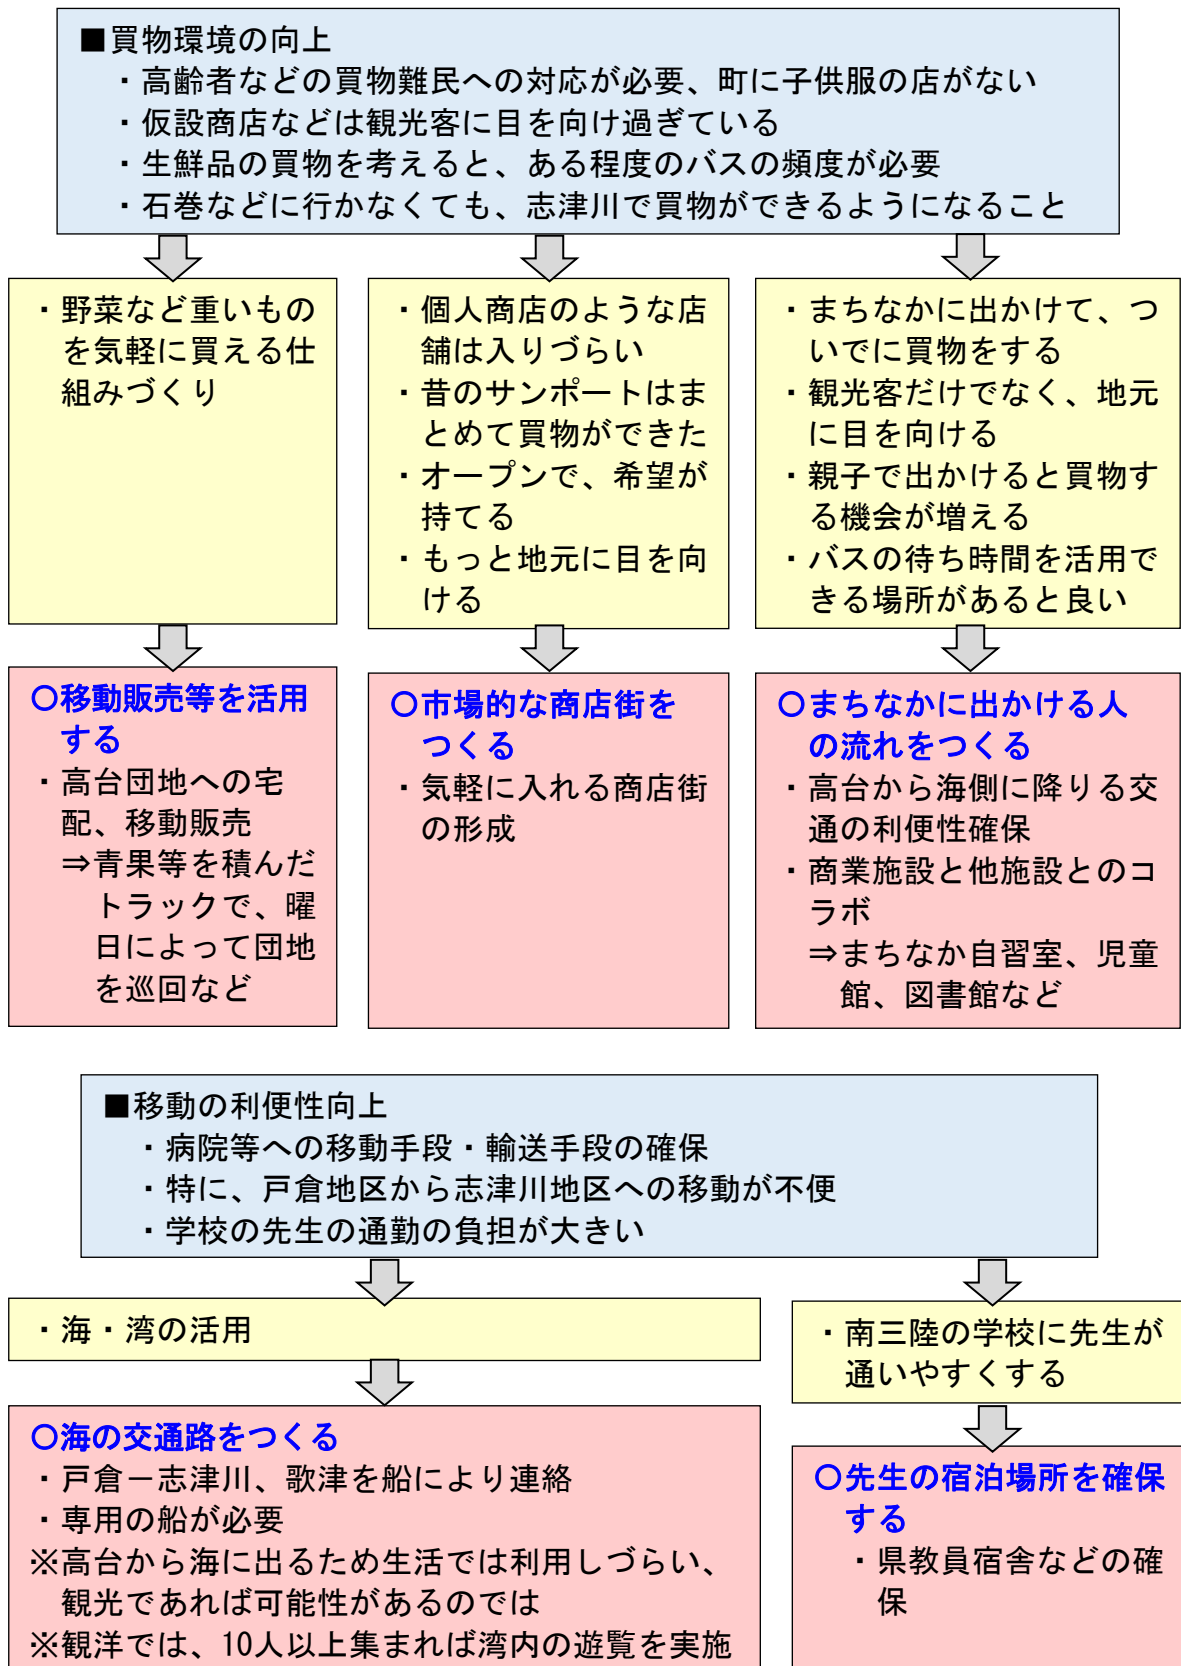 ■買物環境の向上
・高齢者などの買物難民への対応が必要、町に子供服の店がない
・仮設商店などは観光客に目を向け過ぎている
・生鮮品の買物を考えると、ある程度のバスの頻度が必要
・石巻などに行かなくても、志津川で買物ができるようになること
・野菜など重いもの
を気軽に買える仕
組みづくり
・個人商店のような店
舗は入りづらい
・昔のサンポートはま
とめて買物ができた
・オープンで、希望が
持てる
・もっと地元に目を向
ける
・まちなかに出かけて、つ
いでに買物をする
・観光客だけでなく、地元
に目を向ける
・親子で出かけると買物す
る機会が増える
・バスの待ち時間を活用で
きる場所があると良い
○移動販売等を活用
する
・高台団地への宅
配、移動販売
⇒青果等を積んだ
トラックで、曜
日によって団地
を巡回など
○市場的な商店街を
つくる
・気軽に入れる商店街
の形成
○まちなかに出かける人
の流れをつくる
・高台から海側に降りる交
通の利便性確保
・商業施設と他施設とのコ
ラボ
⇒まちなか自習室、児童
館、図書館など
■移動の利便性向上
・病院等への移動手段・輸送手段の確保
・特に、戸倉地区から志津川地区への移動が不便
・学校の先生の通勤の負担が大きい
・海・湾の活用
○海の交通路をつくる
・戸倉－志津川、歌津を船により連絡
・専用の船が必要
※高台から海に出るため生活では利用しづらい、
観光であれば可能性があるのでは
※観洋では、10人以上集まれば湾内の遊覧を実施
・南三陸の学校に先生が
通いやすくする
○先生の宿泊場所を確保
する
・県教員宿舎などの確
保